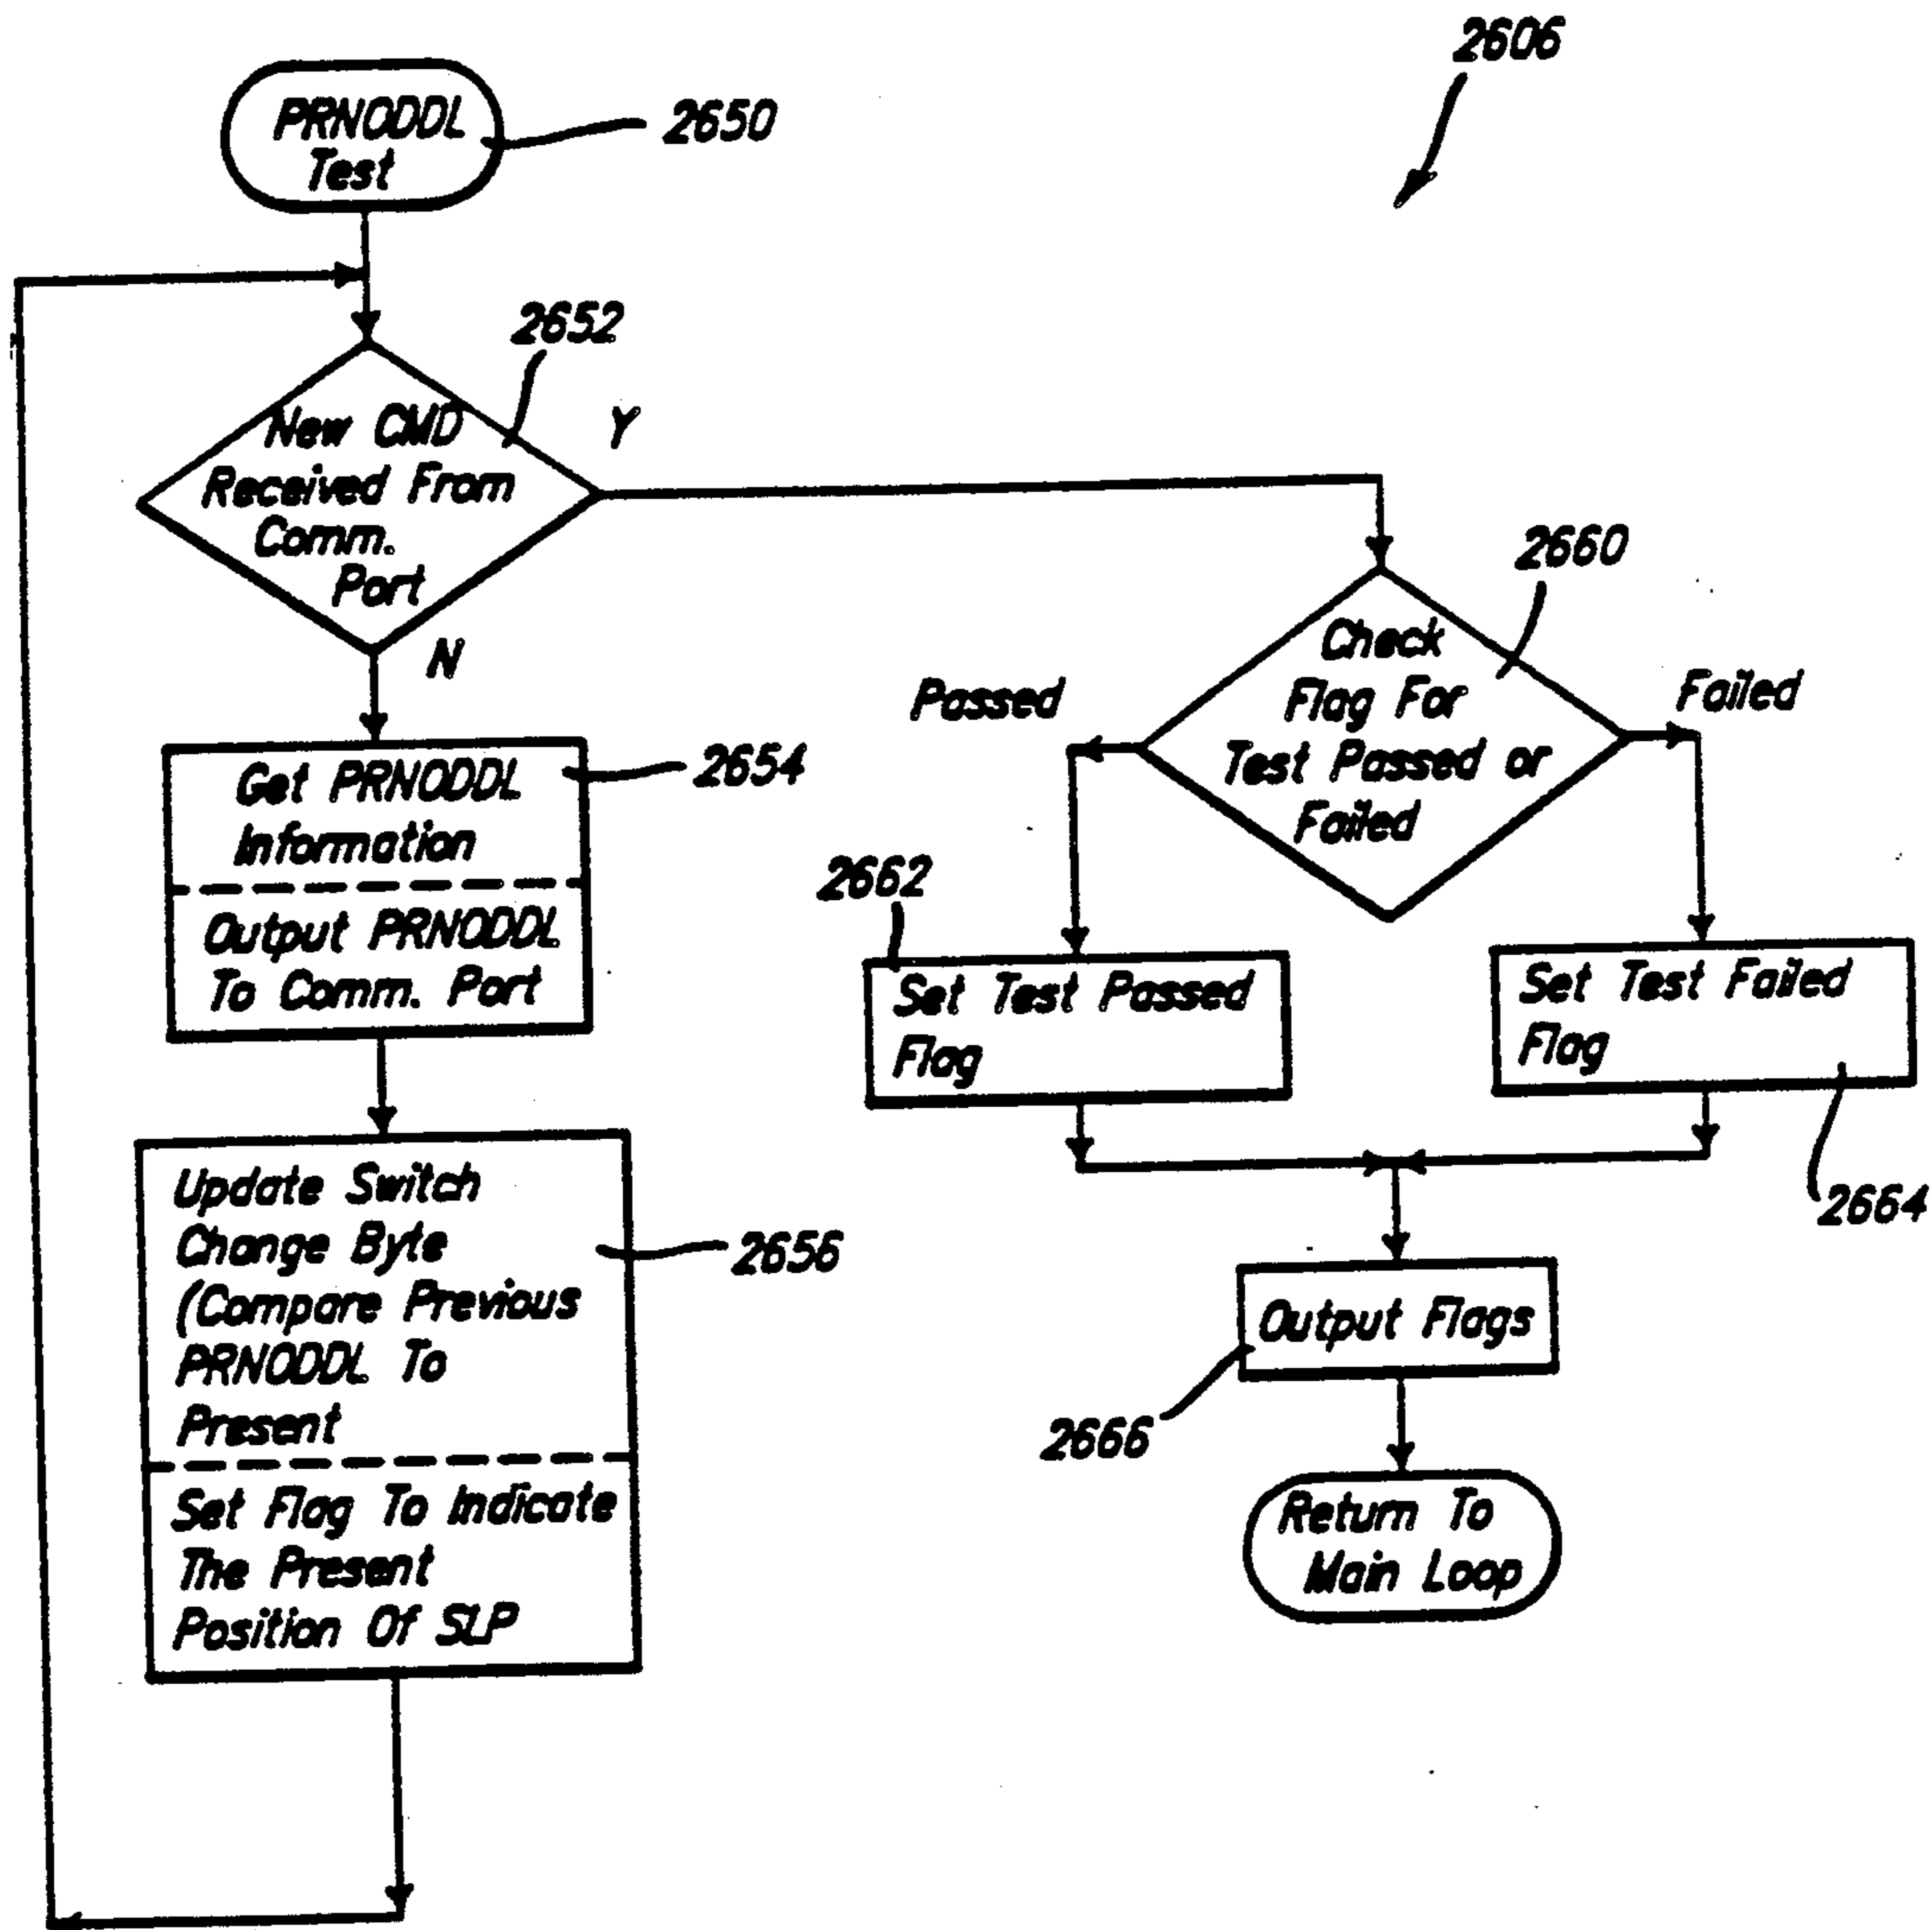 2606
PRNODDL
Test
2650
2652
New CMD
Received From
Comm.
Port
Y
N
2660
Check
Flag For
Test Passed or
Failed
Passed
Failed
Get PRNODDL
Information
Output PRNODDL
To Comm. Port
2654
2662
Set Test Passed
Flag
Set Test Failed
Flag
2664
Update Switch
Change Byte
(Compare Previous
PRNODDL To
Present
Set Flag To Indicate
The Present
Position Of SLP
2656
Output Flags
2666
Return To
Main Loop